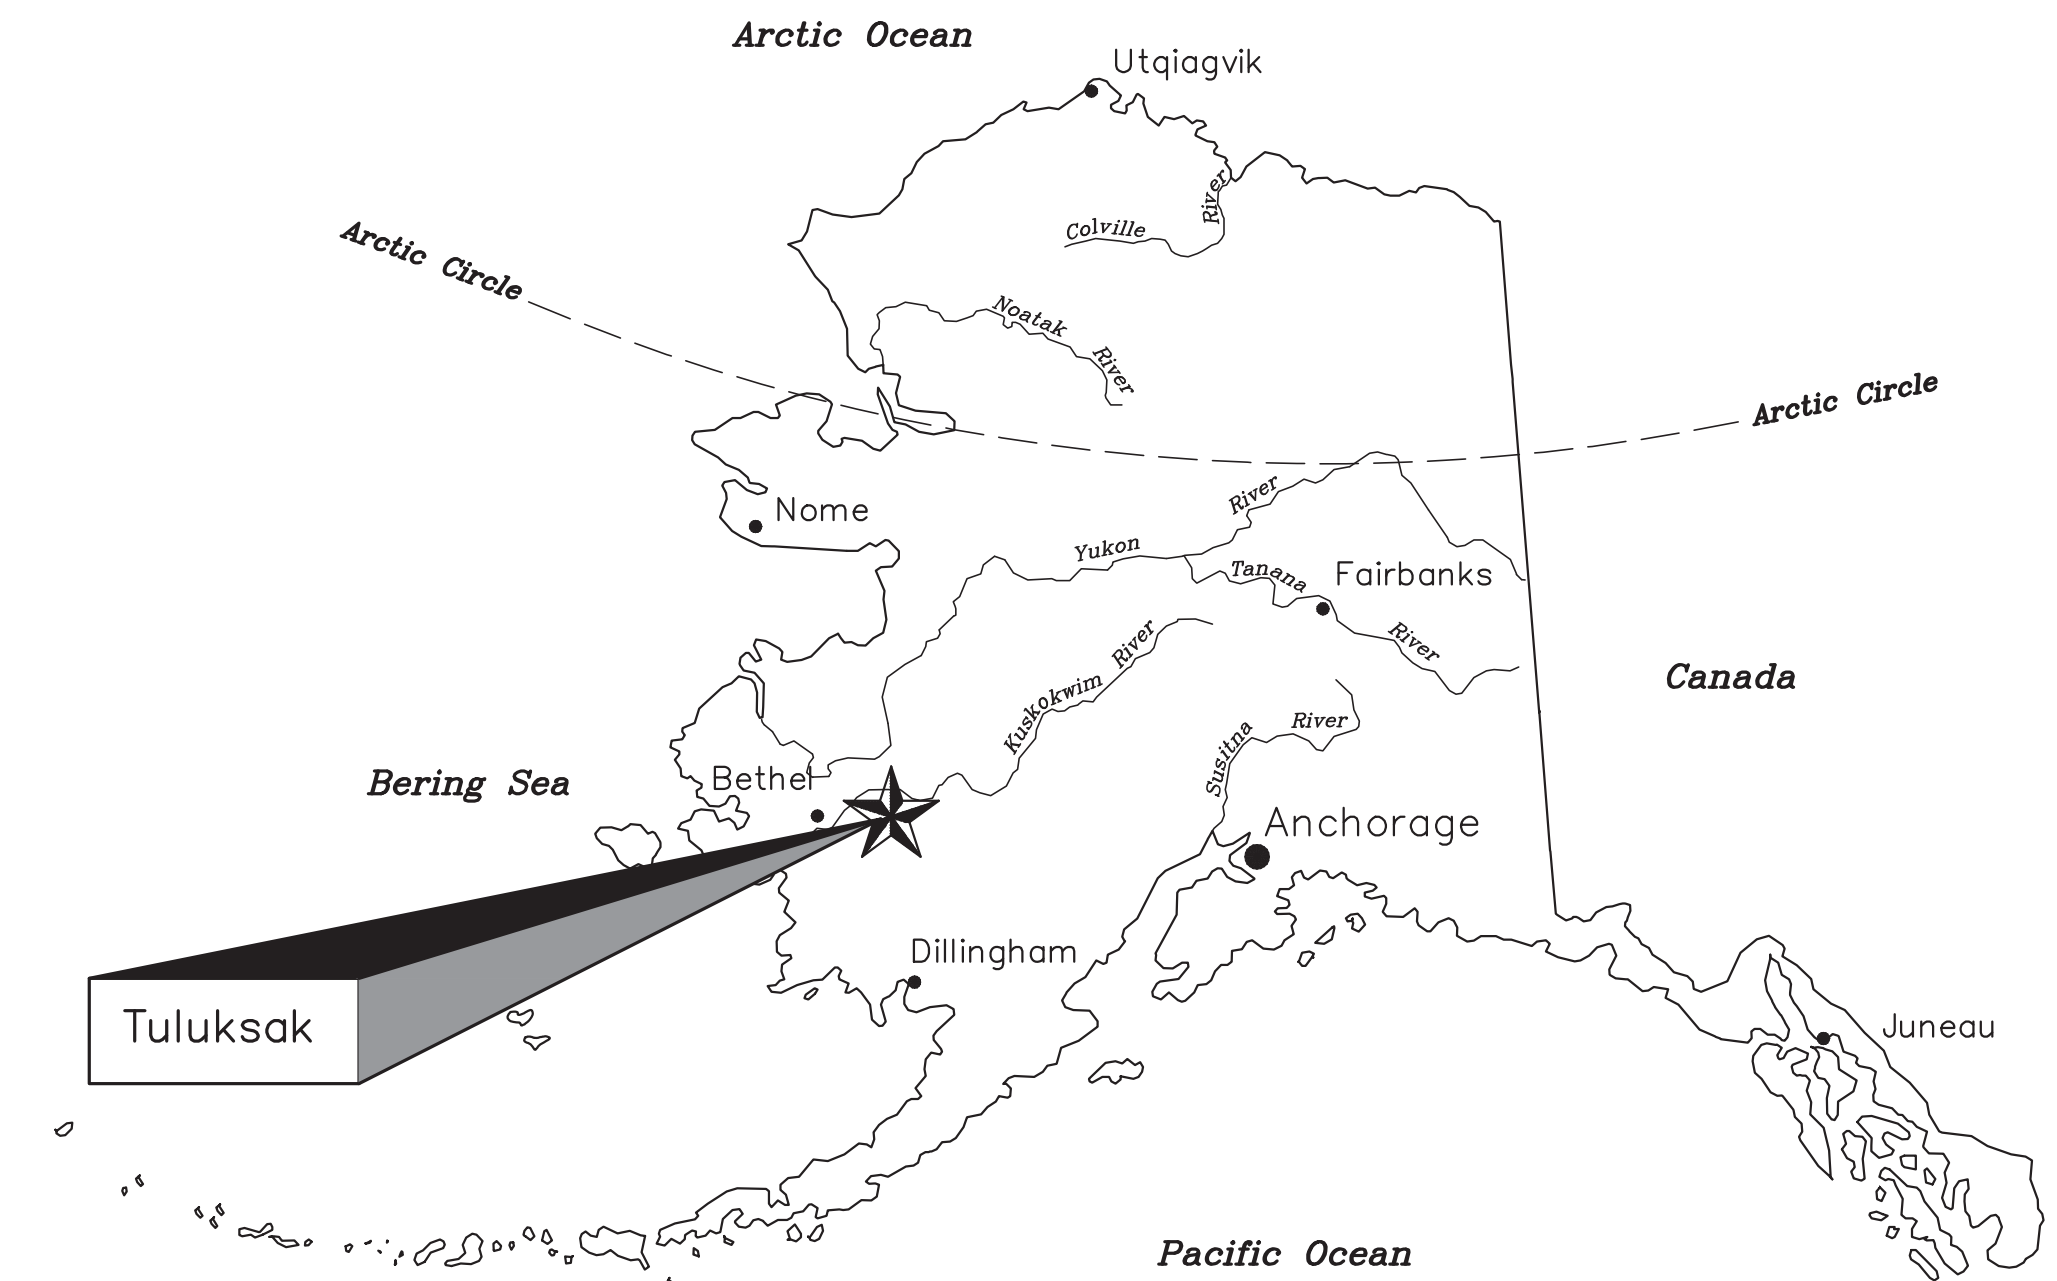 Arctic Ocean
Utqiagvik
Colville River
Arctic Circle
Noatak River
Arctic Circle
Nome
River
Yukon
Tanana
Fairbanks
River
Kuskokwim River
Canada
Susitna River
Bering Sea
Bethel
Anchorage
Dillingham
Tuluksak
Juneau
Pacific Ocean